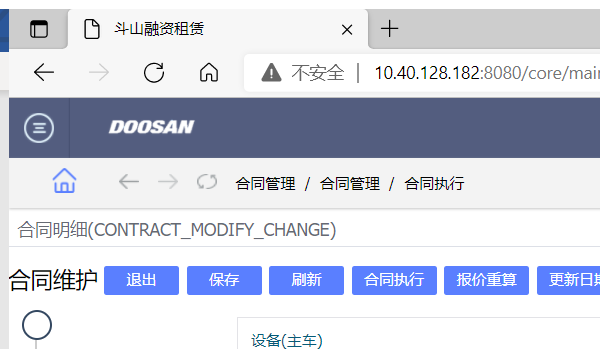 斗山融资租赁
不安全 10.40.128.182:8080/core/mai
DOOSAN
合同管理 / 合同管理 / 合同执行
合同明细(CONTRACT_MODIFY_CHANGE)
合同维护 退出 保存 刷新 合同执行 报价重算 更新日
设备(主车)